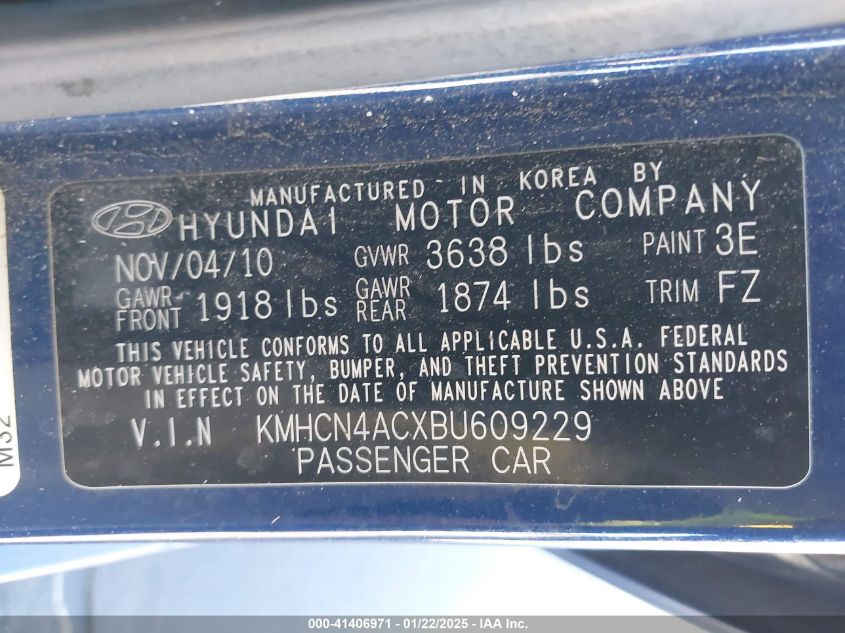 MANUFACTURED IN KOREA BY
HYUNDAI MOTOR COMPANY
NOV/04/10 GVWR 3638 lbs PAINT 3E
GAWR FRONT 1918 lbs GAWR REAR 1874 lbs TRIM FZ
THIS VEHICLE CONFORMS TO ALL APPLICABLE U.S.A. FEDERAL
MOTOR VEHICLE SAFETY, BUMPER, AND THEFT PREVENTION STANDARDS
IN EFFECT ON THE DATE OF MANUFACTURE SHOWN ABOVE
V.I.N KMHCN4ACXBU609229
PASSENGER CAR
M32
000-41406971 - 01/22/2025 - IAA Inc.